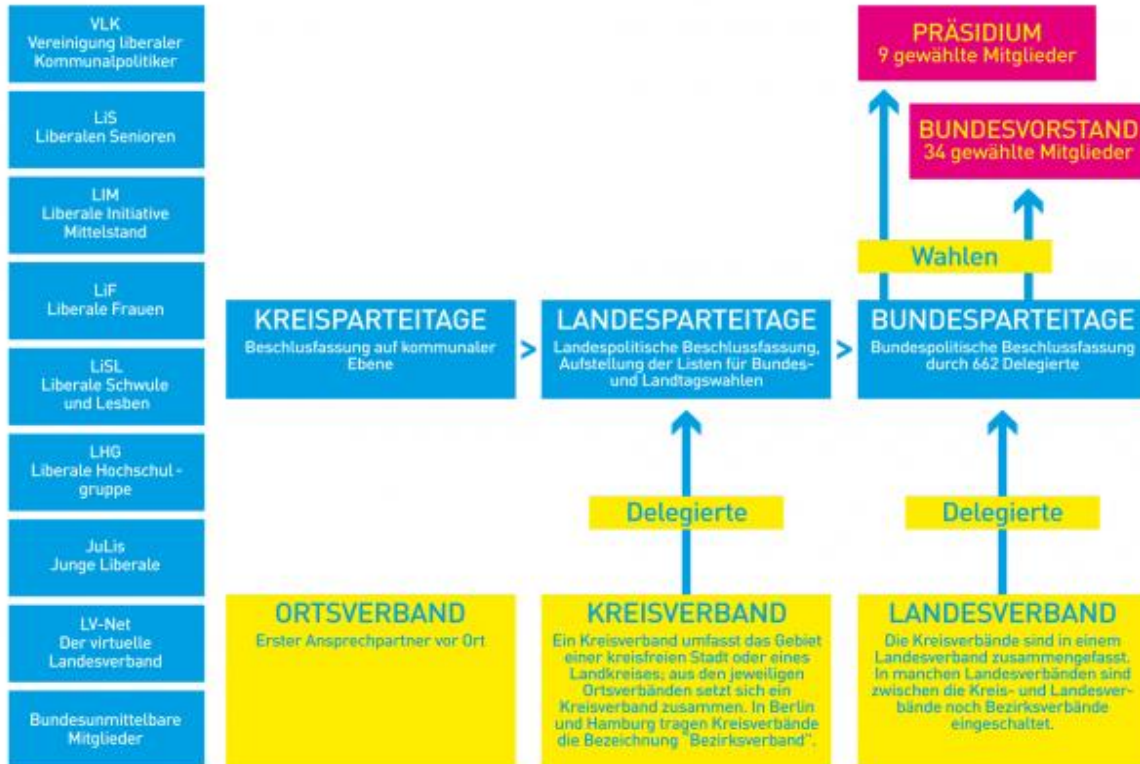 VLK
Vereinigung liberaler
Kommunalpolitiker
LiS
Liberalen Senioren
LIM
Liberale Initiative
Mittelstand
LiF
Liberale Frauen
LiSL
Liberale Schwule
und Lesben
LHG
Liberale Hochschul-
gruppe
JuLis
Junge Liberale
LV-Net
Der virtuelle
Landesverband
Bundesunmittelbare
Mitglieder
PRÄSIDIUM
9 gewählte Mitglieder
BUNDESVORSTAND
34 gewählte Mitglieder
Wahlen
KREISPARTEITAGE
Beschlusfassung auf kommunaler
Ebene
>
LANDESPARTEITAGE
Landespolitische Beschlussfassung,
Aufstellung der Listen für Bundes-
und Landtagswahlen
>
BUNDESPARTEITAGE
Bundespolitische Beschlussfassung
durch 662 Delegierte
Delegierte
Delegierte
ORTSVERBAND
Erster Ansprechpartner vor Ort
KREISVERBAND
Ein Kreisverband umfasst das Gebiet
einer kreisfreien Stadt oder eines
Landkreises; aus den jeweiligen
Ortsverbänden setzt sich ein
Kreisverband zusammen. In Berlin
und Hamburg tragen Kreisverbände
die Bezeichnung "Bezirksverband".
LANDESVERBAND
Die Kreisverbände sind in einem
Landesverband zusammengefasst.
In manchen Landesverbänden sind
zwischen die Kreis- und Landesver-
bände noch Bezirksverbände
eingeschaltet.